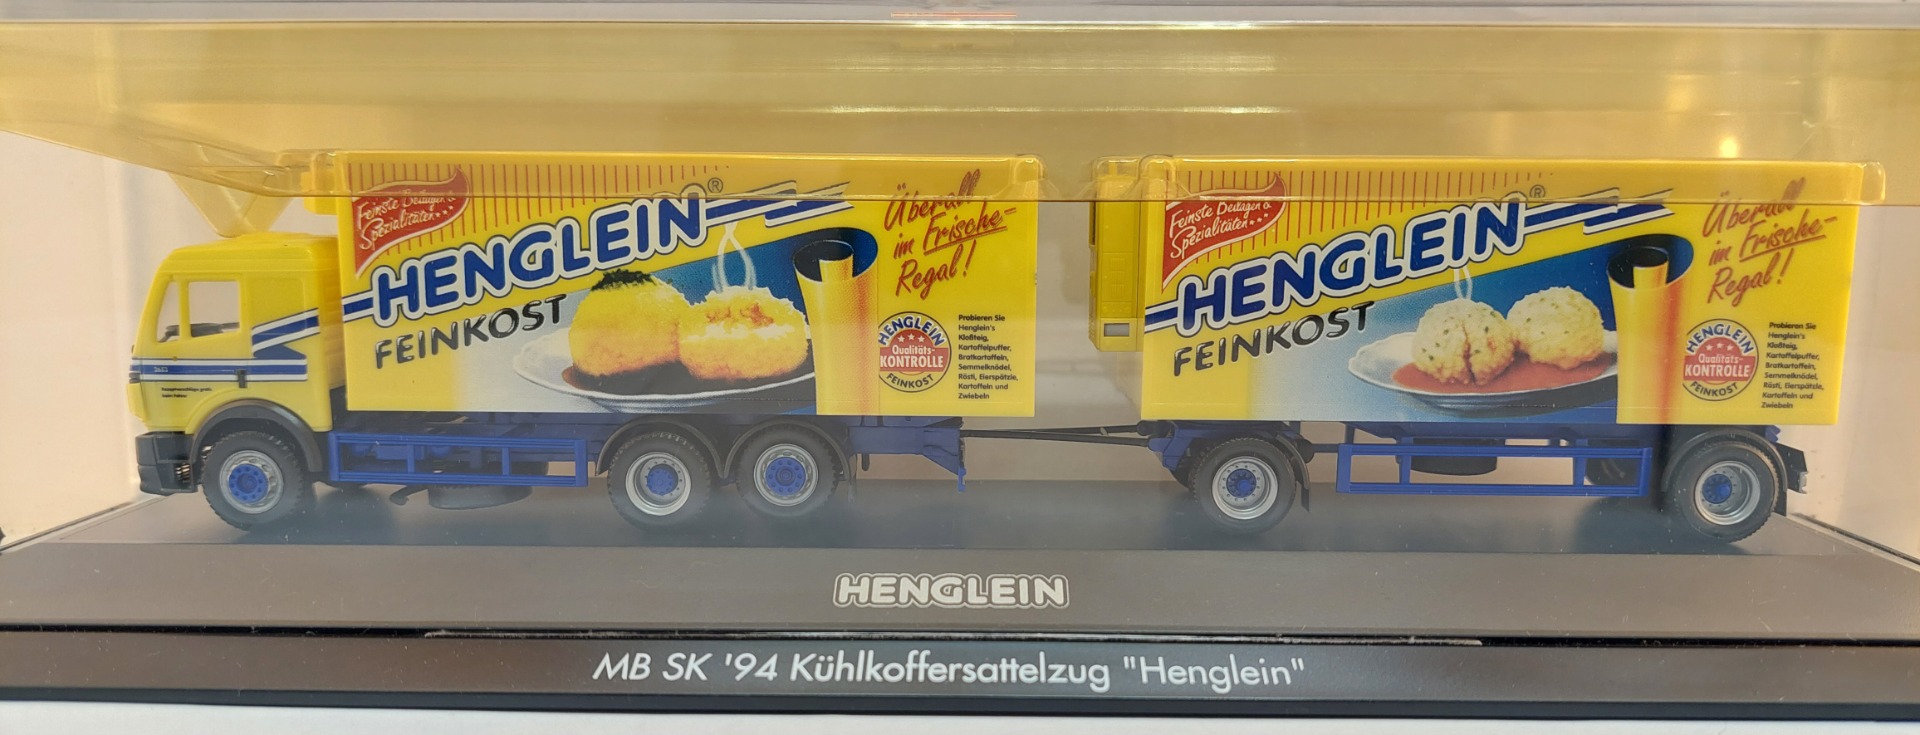 Feinste Beilagen &
Spezialitäten...
HENGLEIN®
FEINKOST
Überall
im Frische-
Regal!
HENGLEIN
Qualitäts-
KONTROLLE
FEINKOST
Probieren Sie
Henglein's
Kloßteig,
Kartoffelpuffer,
Bratkartoffeln,
Semmelknödel,
Rösti, Eierspätzle,
Kartoffeln und
Zwiebeln
Feinste Beilagen &
Spezialitäten...
HENGLEIN®
FEINKOST
Überall
im Frische-
Regal!
HENGLEIN
Qualitäts-
KONTROLLE
FEINKOST
Probieren Sie
Henglein's
Kloßteig,
Kartoffelpuffer,
Bratkartoffeln,
Semmelknödel,
Rösti, Eierspätzle,
Kartoffeln und
Zwiebeln
HENGLEIN
MB SK '94 Kühlkoffersattelzug "Henglein"